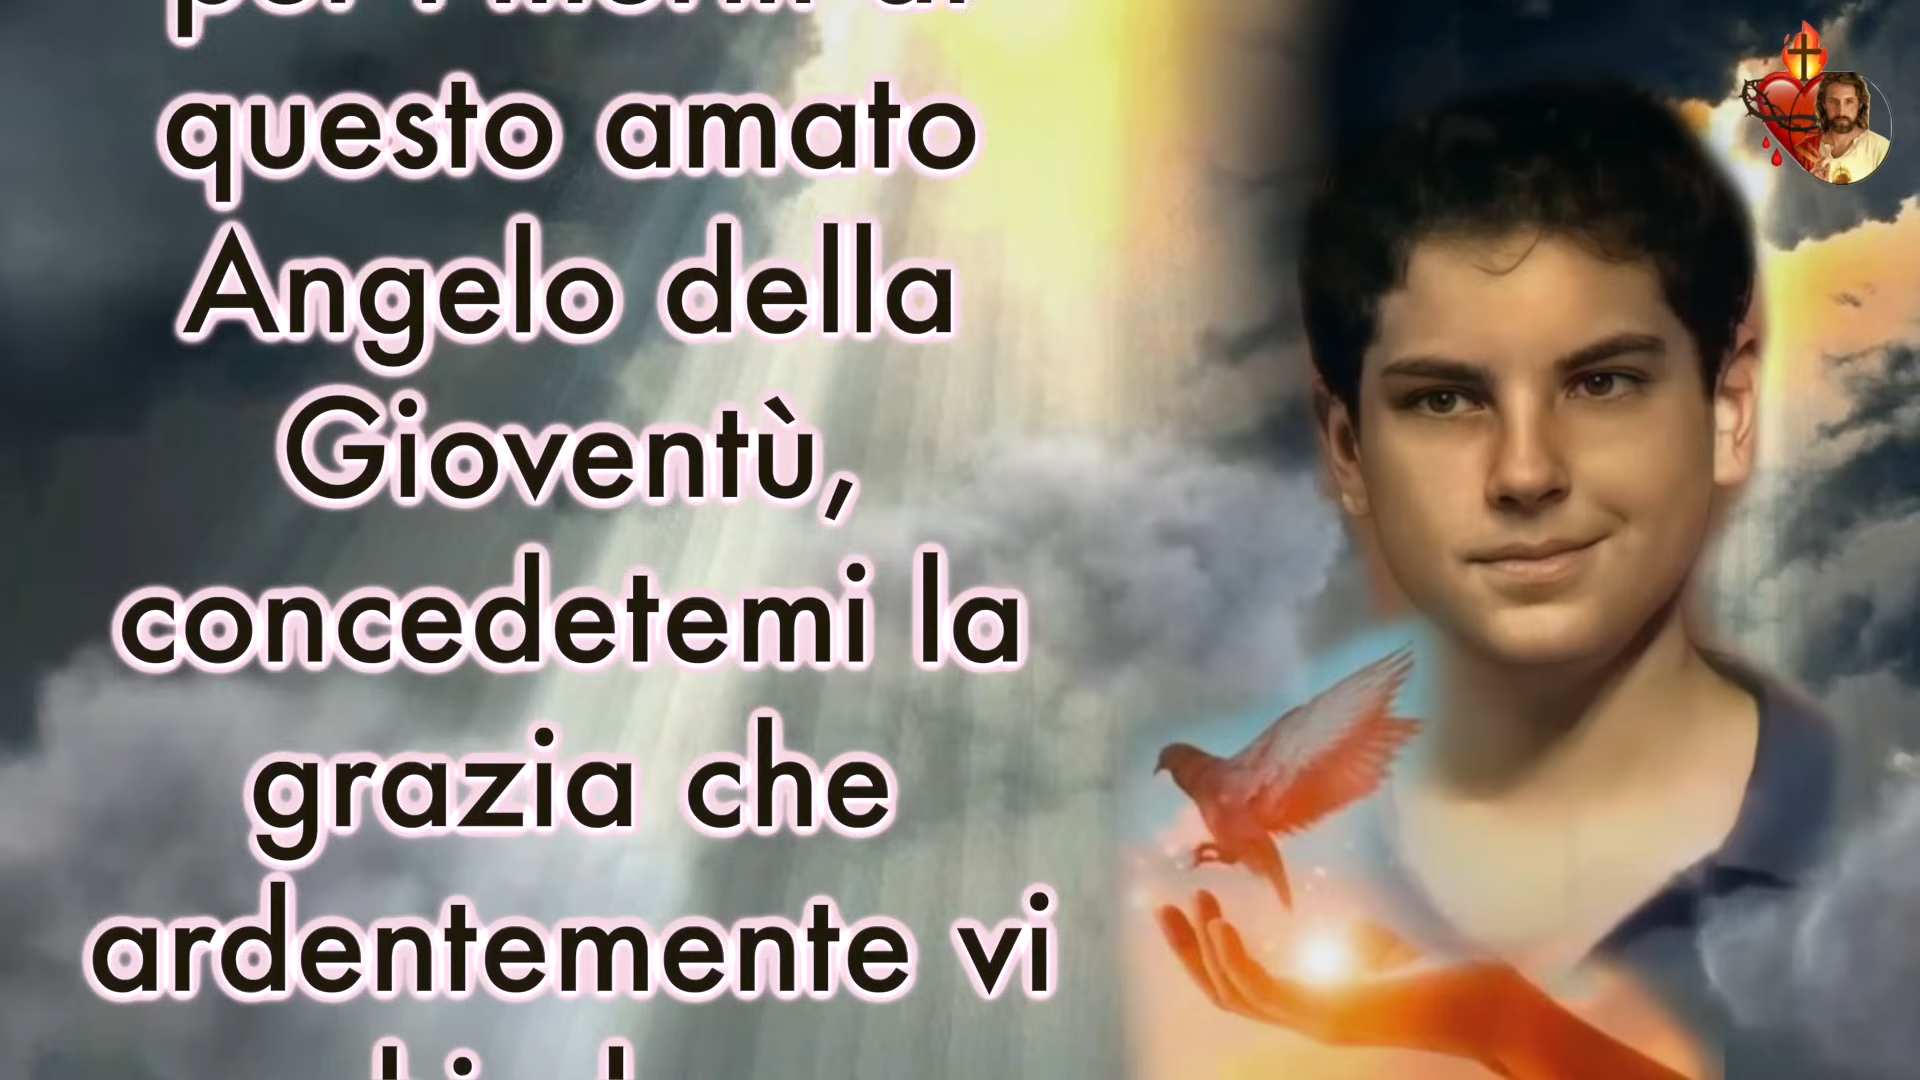 questo amato
Angelo della
Gioventù,
concedetemi la
grazia che
ardentemente vi